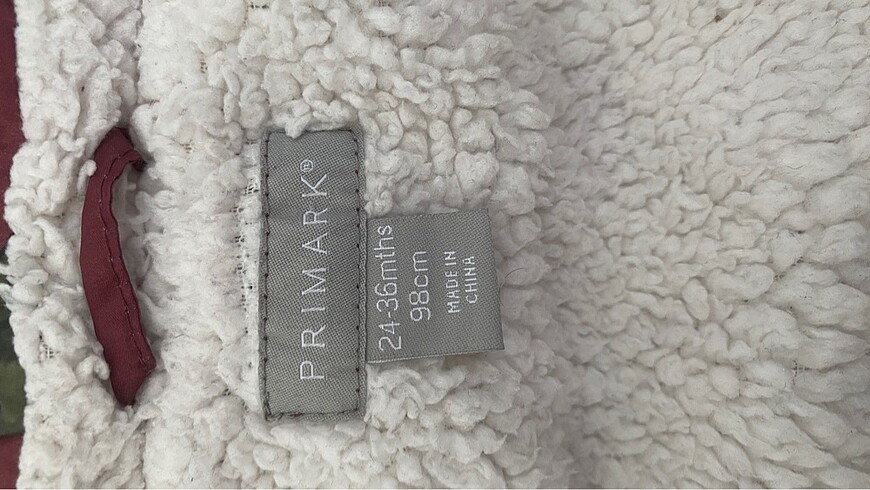 PRIMARK®
24-36mths
98cm
MADE IN
CHINA